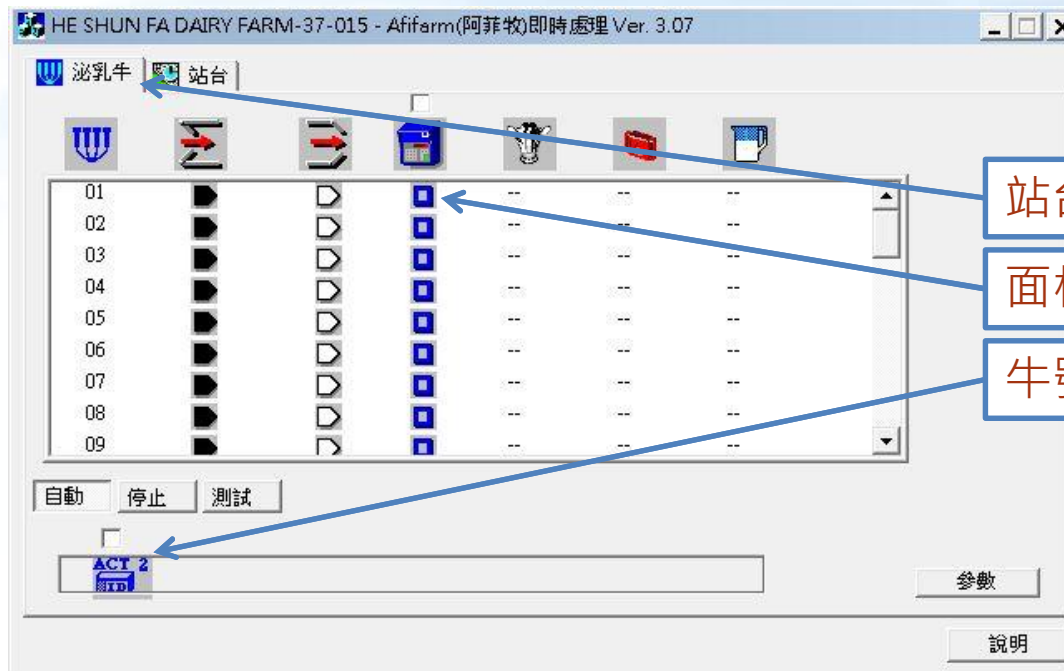 HE SHUN FA DAIRY FARM-37-015 - Afifarm(阿菲牧)即時處理 Ver. 3.07
泌乳牛 站台
01 -- -- --
02 -- -- --
03 -- -- --
04 -- -- --
05 -- -- --
06 -- -- --
07 -- -- --
08 -- -- --
09 -- -- --
站
面
牛
自動 停止 測試
ACT 2
ID
參數
說明